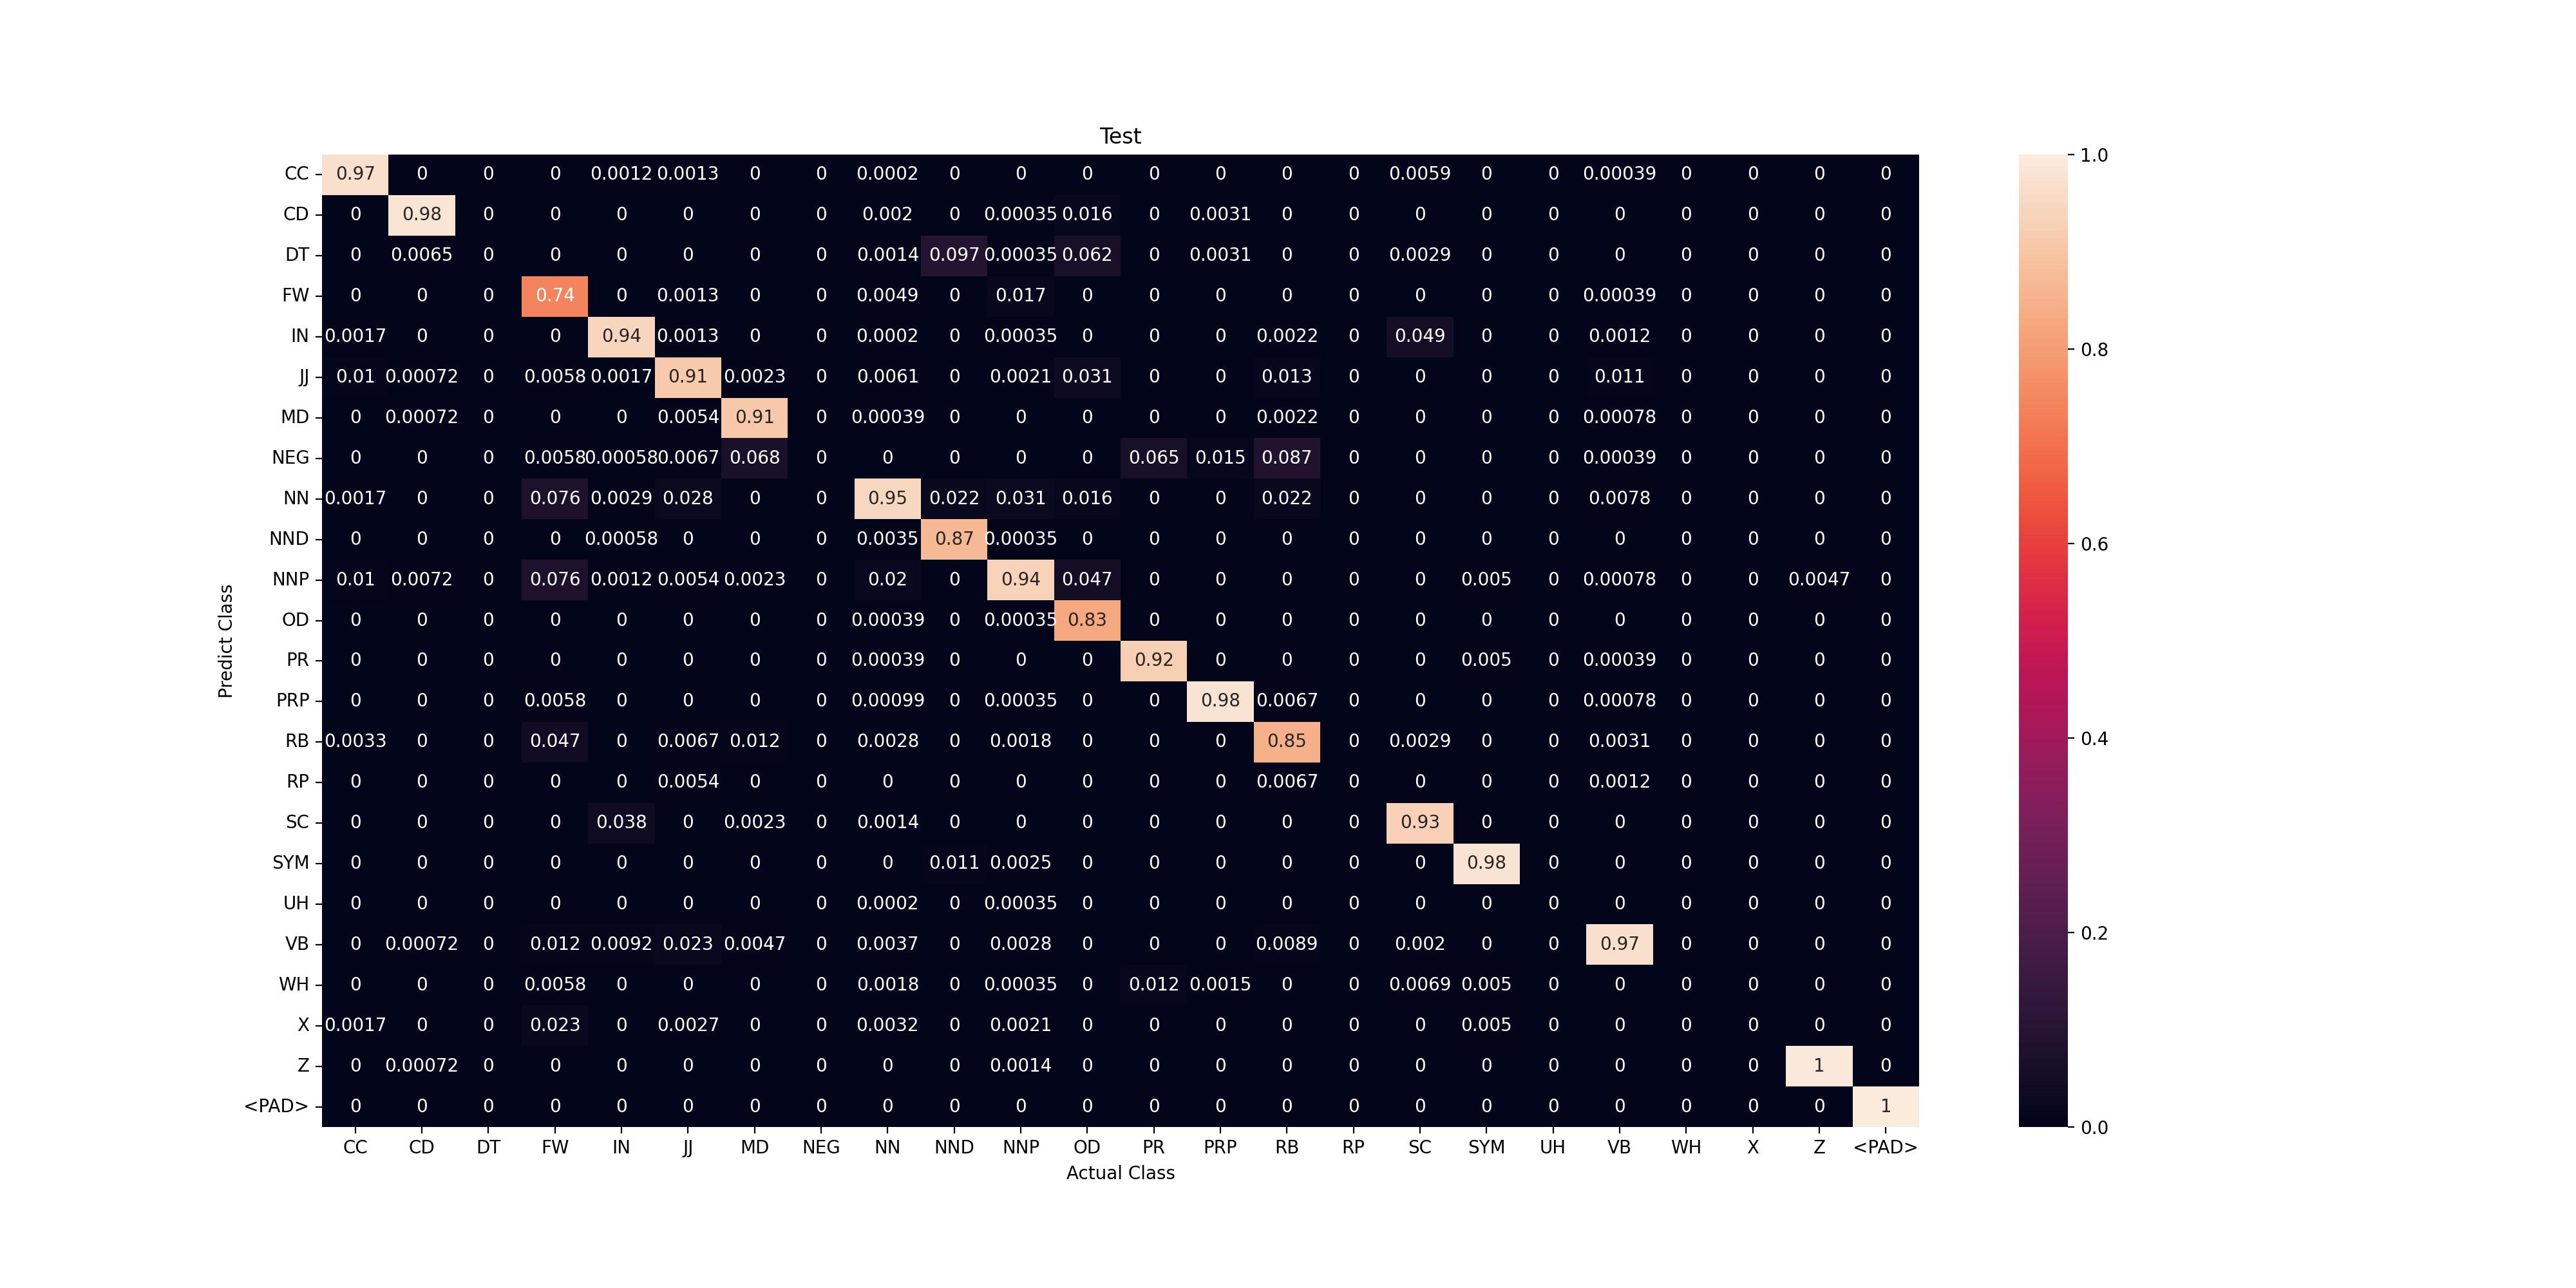 Test
CC 0.97 0 0 0 0.0012 0.0013 0 0 0.0002 0 0 0 0 0 0 0 0.0059 0 0 0.00039 0 0 0 0 1.0
CD 0 0.98 0 0 0 0 0 0 0.002 0 0.00035 0.016 0 0.0031 0 0 0 0 0 0 0 0 0 0
DT 0 0.0065 0 0 0 0 0 0 0.0014 0.097 0.00035 0.062 0 0.0031 0 0 0.0029 0 0 0 0 0 0 0
FW 0 0 0 0.74 0 0.0013 0 0 0.0049 0 0.017 0 0 0 0 0 0 0 0 0.00039 0 0 0 0
IN 0.0017 0 0 0 0.94 0.0013 0 0 0.0002 0 0.00035 0 0 0 0.0022 0 0.049 0 0 0.0012 0 0 0 0 0.8
JJ 0.01 0.00072 0 0.0058 0.0017 0.91 0.0023 0 0.0061 0 0.0021 0.031 0 0 0.013 0 0 0 0 0.011 0 0 0 0
MD 0 0.00072 0 0 0 0.0054 0.91 0 0.00039 0 0 0 0 0 0.0022 0 0 0 0 0.00078 0 0 0 0
NEG 0 0 0 0.0058 0.00058 0.0067 0.068 0 0 0 0 0 0.065 0.015 0.087 0 0 0 0 0.00039 0 0 0 0
NN 0.0017 0 0 0.076 0.0029 0.028 0 0 0.95 0.022 0.031 0.016 0 0 0.022 0 0 0 0 0.0078 0 0 0 0
NND 0 0 0 0 0.00058 0 0 0 0.0035 0.87 0.00035 0 0 0 0 0 0 0 0 0 0 0 0 0 0.6
NNP 0.01 0.0072 0 0.076 0.0012 0.0054 0.0023 0 0.02 0 0.94 0.047 0 0 0 0 0 0.005 0 0.00078 0 0 0.0047 0
OD 0 0 0 0 0 0 0 0 0.00039 0 0.00035 0.83 0 0 0 0 0 0 0 0 0 0 0 0
Predict Class
PR 0 0 0 0 0 0 0 0 0.00039 0 0 0 0.92 0 0 0 0 0.005 0 0.00039 0 0 0 0
PRP 0 0 0 0.0058 0 0 0 0 0.00099 0 0.00035 0 0 0.98 0.0067 0 0 0 0 0.00078 0 0 0 0
RB 0.0033 0 0 0.047 0 0.0067 0.012 0 0.0028 0 0.0018 0 0 0 0.85 0 0.0029 0 0 0.0031 0 0 0 0 0.4
RP 0 0 0 0 0 0.0054 0 0 0 0 0 0 0 0 0.0067 0 0 0 0 0.0012 0 0 0 0
SC 0 0 0 0 0.038 0 0.0023 0 0.0014 0 0 0 0 0 0 0 0.93 0 0 0 0 0 0 0
SYM 0 0 0 0 0 0 0 0 0 0.011 0.0025 0 0 0 0 0 0 0.98 0 0 0 0 0 0
UH 0 0 0 0 0 0 0 0 0.0002 0 0.00035 0 0 0 0 0 0 0 0 0 0 0 0 0
VB 0 0.00072 0 0.012 0.0092 0.023 0.0047 0 0.0037 0 0.0028 0 0 0 0.0089 0 0.002 0 0 0.97 0 0 0 0 0.2
WH 0 0 0 0.0058 0 0 0 0 0.0018 0 0.00035 0 0.012 0.0015 0 0 0.0069 0.005 0 0 0 0 0 0
X 0.0017 0 0 0.023 0 0.0027 0 0 0.0032 0 0.0021 0 0 0 0 0 0 0.005 0 0 0 0 0 0
Z 0 0.00072 0 0 0 0 0 0 0 0 0.0014 0 0 0 0 0 0 0 0 0 0 0 1 0
<PAD> 0 0 0 0 0 0 0 0 0 0 0 0 0 0 0 0 0 0 0 0 0 0 0 1 0.0
CC CD DT FW IN JJ MD NEG NN NND NNP OD PR PRP RB RP SC SYM UH VB WH X Z <PAD>
Actual Class